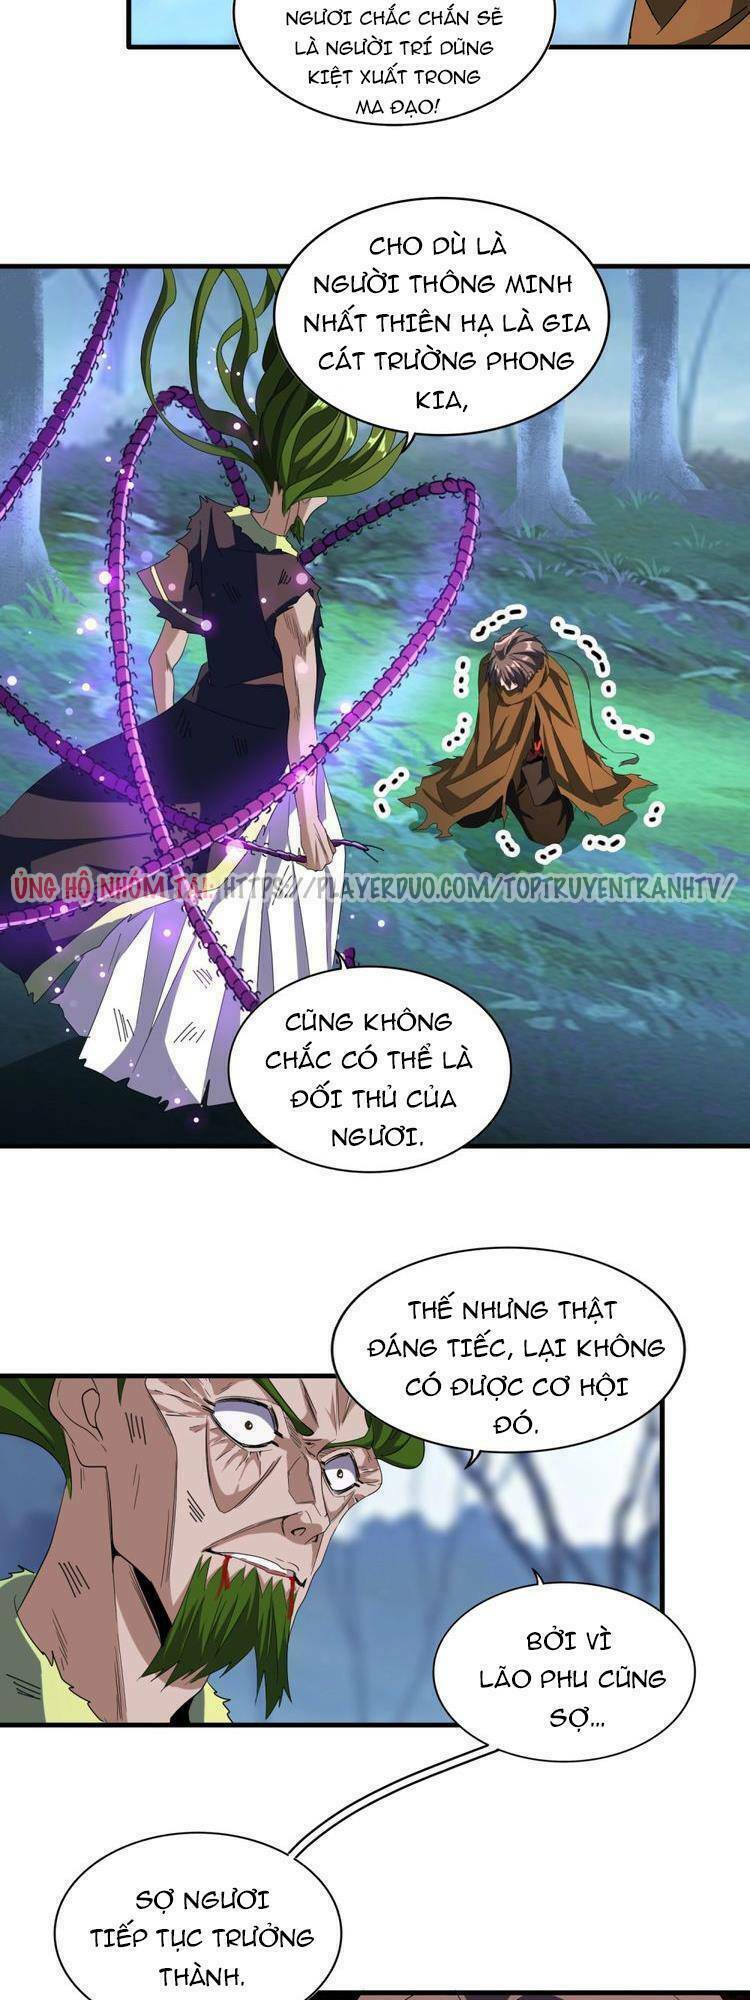 NGƯƠI CHẮC CHẮN SẼ
LÀ NGƯỜI TRÍ DŨNG
KIỆT XUẤT TRONG
MA ĐẠO!
CHO DÙ LÀ
NGƯỜI THÔNG MINH
NHẤT THIÊN HẠ LÀ GIA
CÁT TRƯỜNG PHONG
KIA,
ỦNG HỘ NHÓM TẠI: HTTPS://PLAYERDUO.COM/TOPTRUYENTRANHTV/
CŨNG KHÔNG
CHẮC CÓ THỂ LÀ
ĐỐI THỦ CỦA
NGƯƠI.
THẾ NHƯNG THẬT
ĐÁNG TIẾC, LẠI KHÔNG
CÓ ĐƯỢC CƠ HỘI
ĐÓ.
BỞI VÌ
LÃO PHU CŨNG
SỢ...
SỢ NGƯƠI
TIẾP TỤC TRƯỞNG
THÀNH.